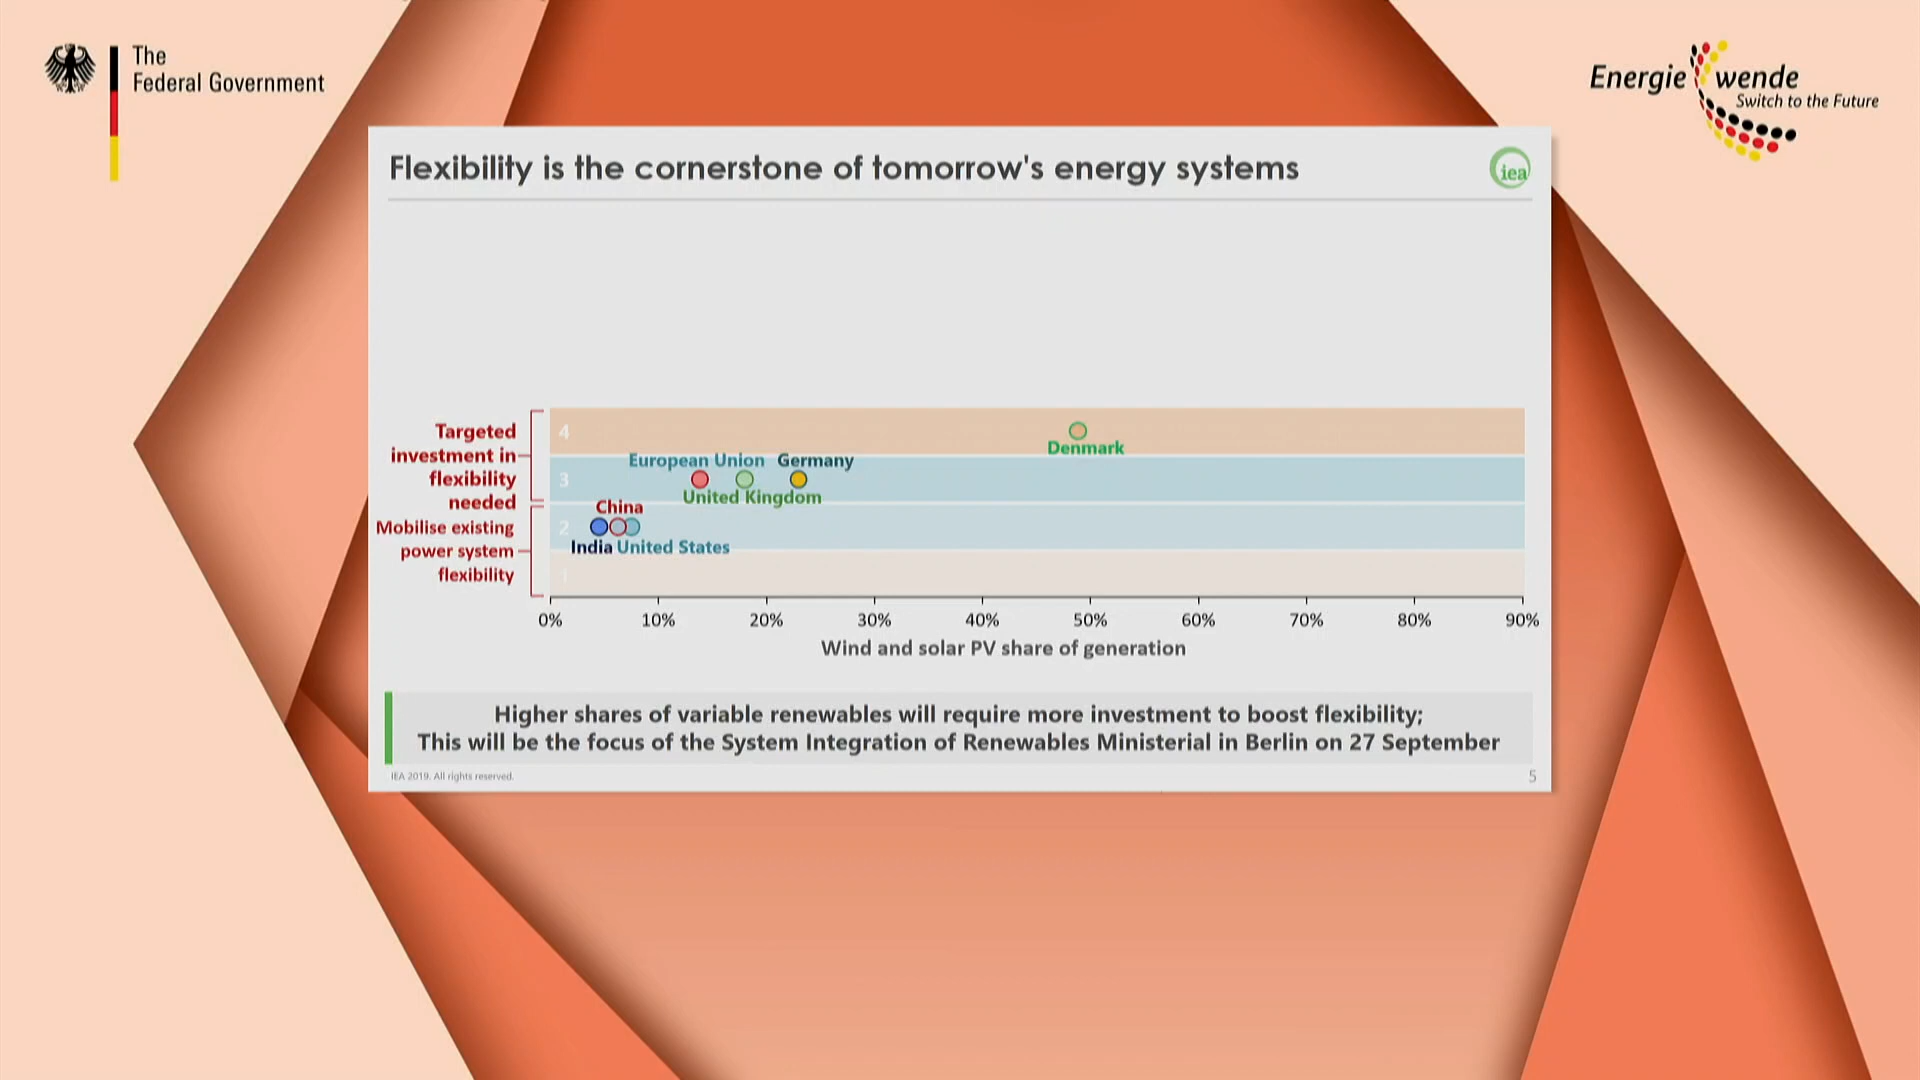 The
Federal Government
Energie wende
Switch to the Future
Flexibility is the cornerstone of tomorrow's energy systems
iea
Targeted
investment in
flexibility
needed
Mobilise existing
power system
flexibility
4
3
2
1
Denmark
European Union Germany
United Kingdom
China
India United States
0% 10% 20% 30% 40% 50% 60% 70% 80% 90%
Wind and solar PV share of generation
Higher shares of variable renewables will require more investment to boost flexibility;
This will be the focus of the System Integration of Renewables Ministerial in Berlin on 27 September
IEA 2019. All rights reserved.
5